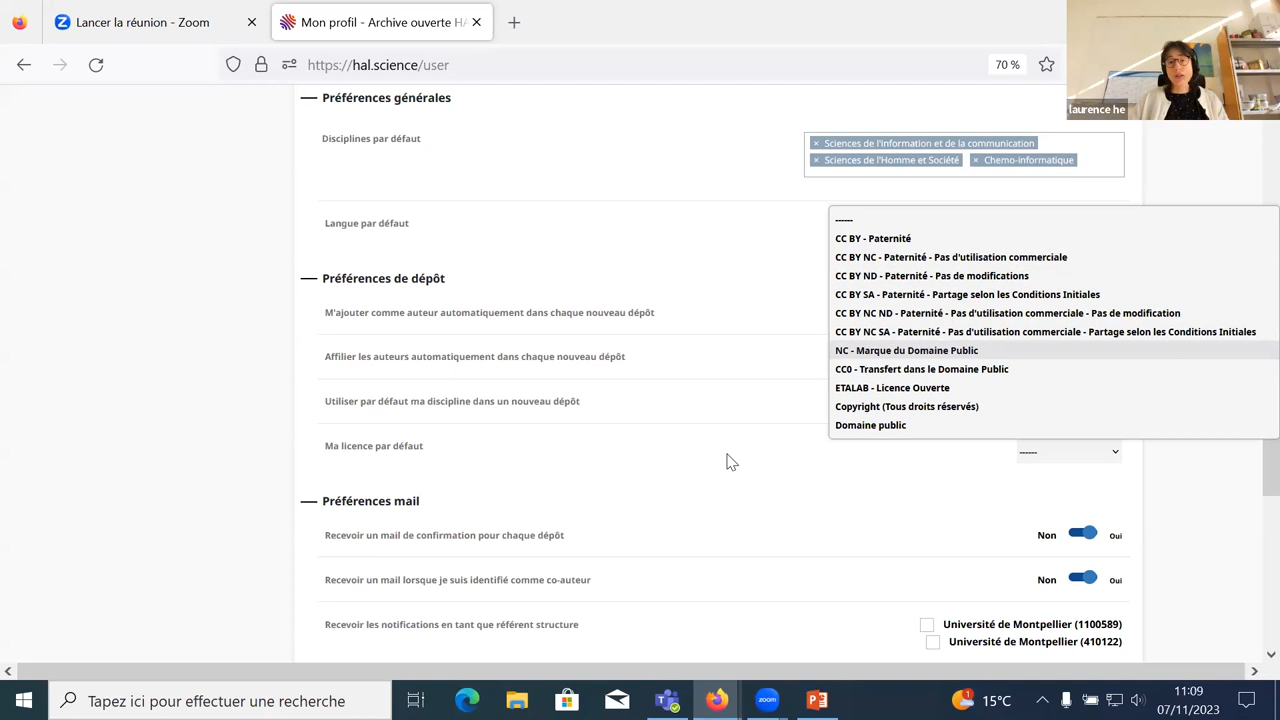 Lancer la réunion - Zoom
Mon profil - Archive ouverte HA
https://hal.science/user
70 %
laurence he
Préférences générales
Disciplines par défaut
× Sciences de l'information et de la communication
× Sciences de l'Homme et Société × Chemo-informatique
Langue par défaut
------
CC BY - Paternité
CC BY NC - Paternité - Pas d'utilisation commerciale
CC BY ND - Paternité - Pas de modifications
CC BY SA - Paternité - Partage selon les Conditions Initiales
CC BY NC ND - Paternité - Pas d'utilisation commerciale - Pas de modification
CC BY NC SA - Paternité - Pas d'utilisation commerciale - Partage selon les Conditions Initiales
NC - Marque du Domaine Public
CC0 - Transfert dans le Domaine Public
ETALAB - Licence Ouverte
Copyright (Tous droits réservés)
Domaine public
Préférences de dépôt
M'ajouter comme auteur automatiquement dans chaque nouveau dépôt
Affilier les auteurs automatiquement dans chaque nouveau dépôt
Utiliser par défaut ma discipline dans un nouveau dépôt
Ma licence par défaut
------
Préférences mail
Recevoir un mail de confirmation pour chaque dépôt
Non Oui
Recevoir un mail lorsque je suis identifié comme co-auteur
Non Oui
Recevoir les notifications en tant que référent structure
Université de Montpellier (1100589)
Université de Montpellier (410122)
Tapez ici pour effectuer une recherche
zoom
1
15°C
11:09
07/11/2023